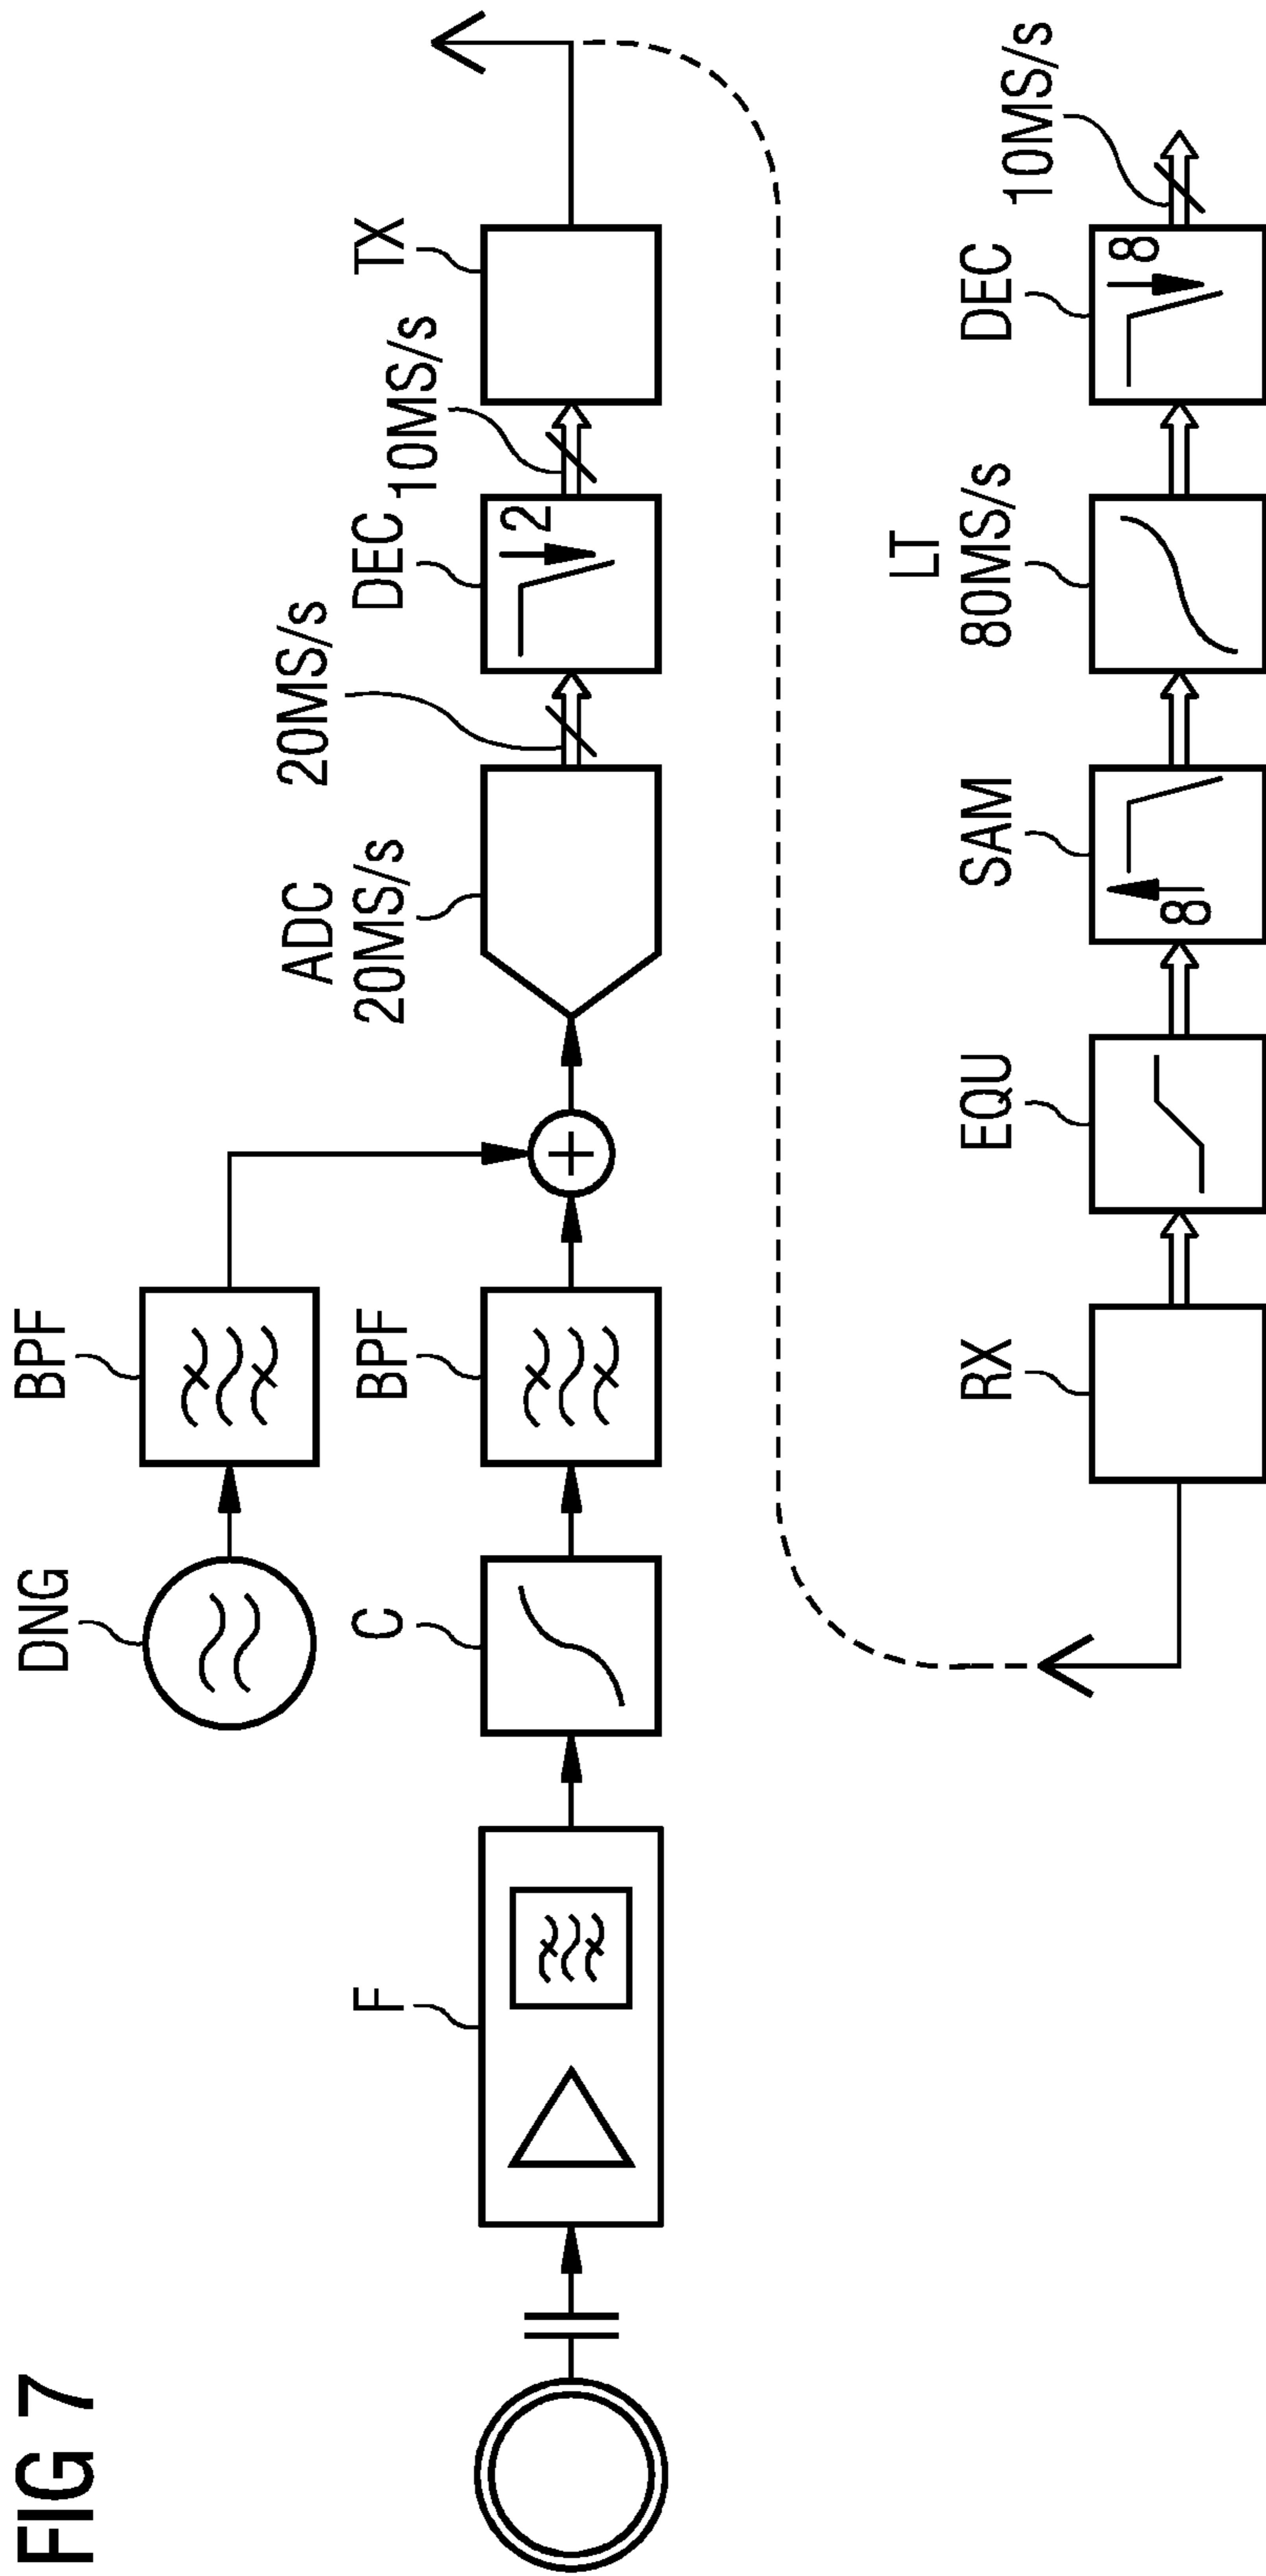 FIG 7
DNG
BPF
F
C
BPF
ADC
20MS/s
20MS/s
DEC
2
10MS/s
TX
RX
EQU
SAM
8
LT
80MS/s
DEC
8
10MS/s